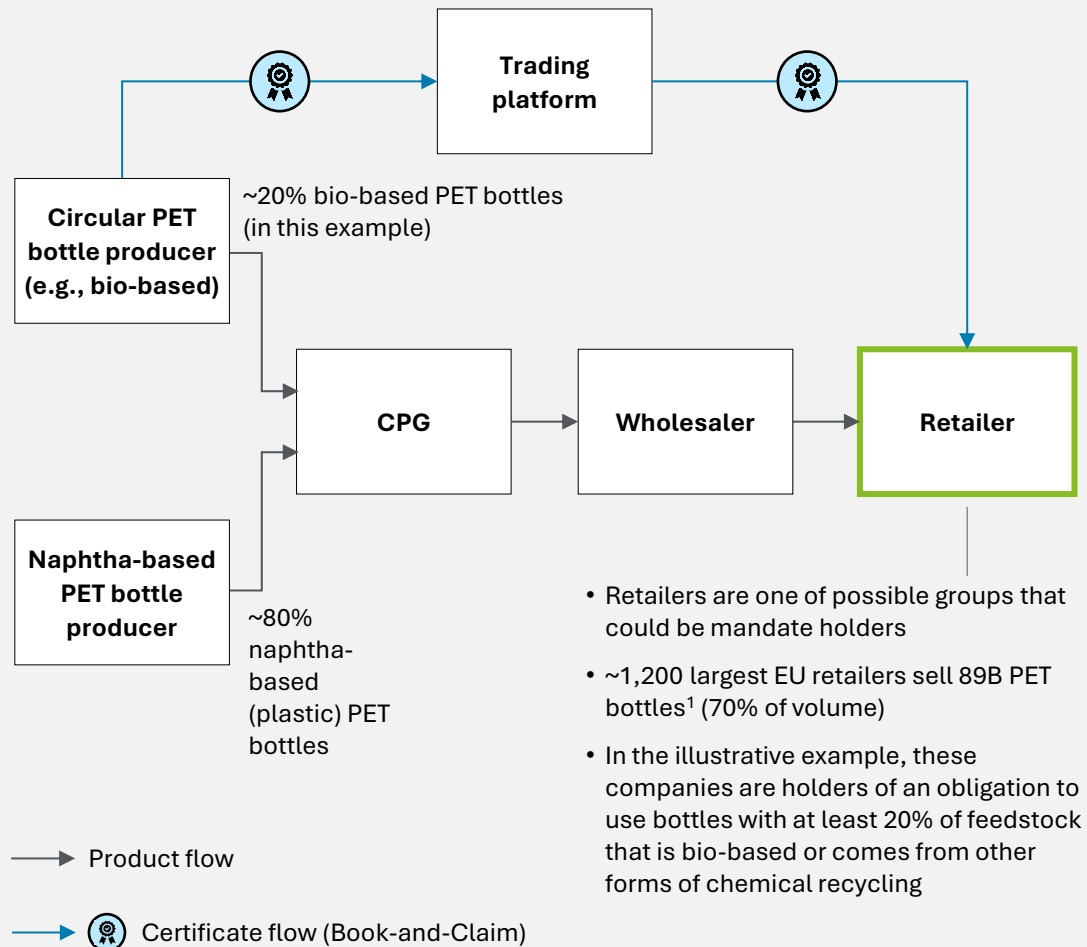 Trading
platform
Circular PET
bottle producer
(e.g., bio-based)
~20% bio-based PET bottles
(in this example)
CPG
Wholesaler
Retailer
Naphtha-based
PET bottle
producer
~80%
naphtha-
based
(plastic) PET
bottles
• Retailers are one of possible groups that
could be mandate holders
• ~1,200 largest EU retailers sell 89B PET
bottles¹ (70% of volume)
• In the illustrative example, these
companies are holders of an obligation to
use bottles with at least 20% of feedstock
that is bio-based or comes from other
forms of chemical recycling
Product flow
Certificate flow (Book-and-Claim)